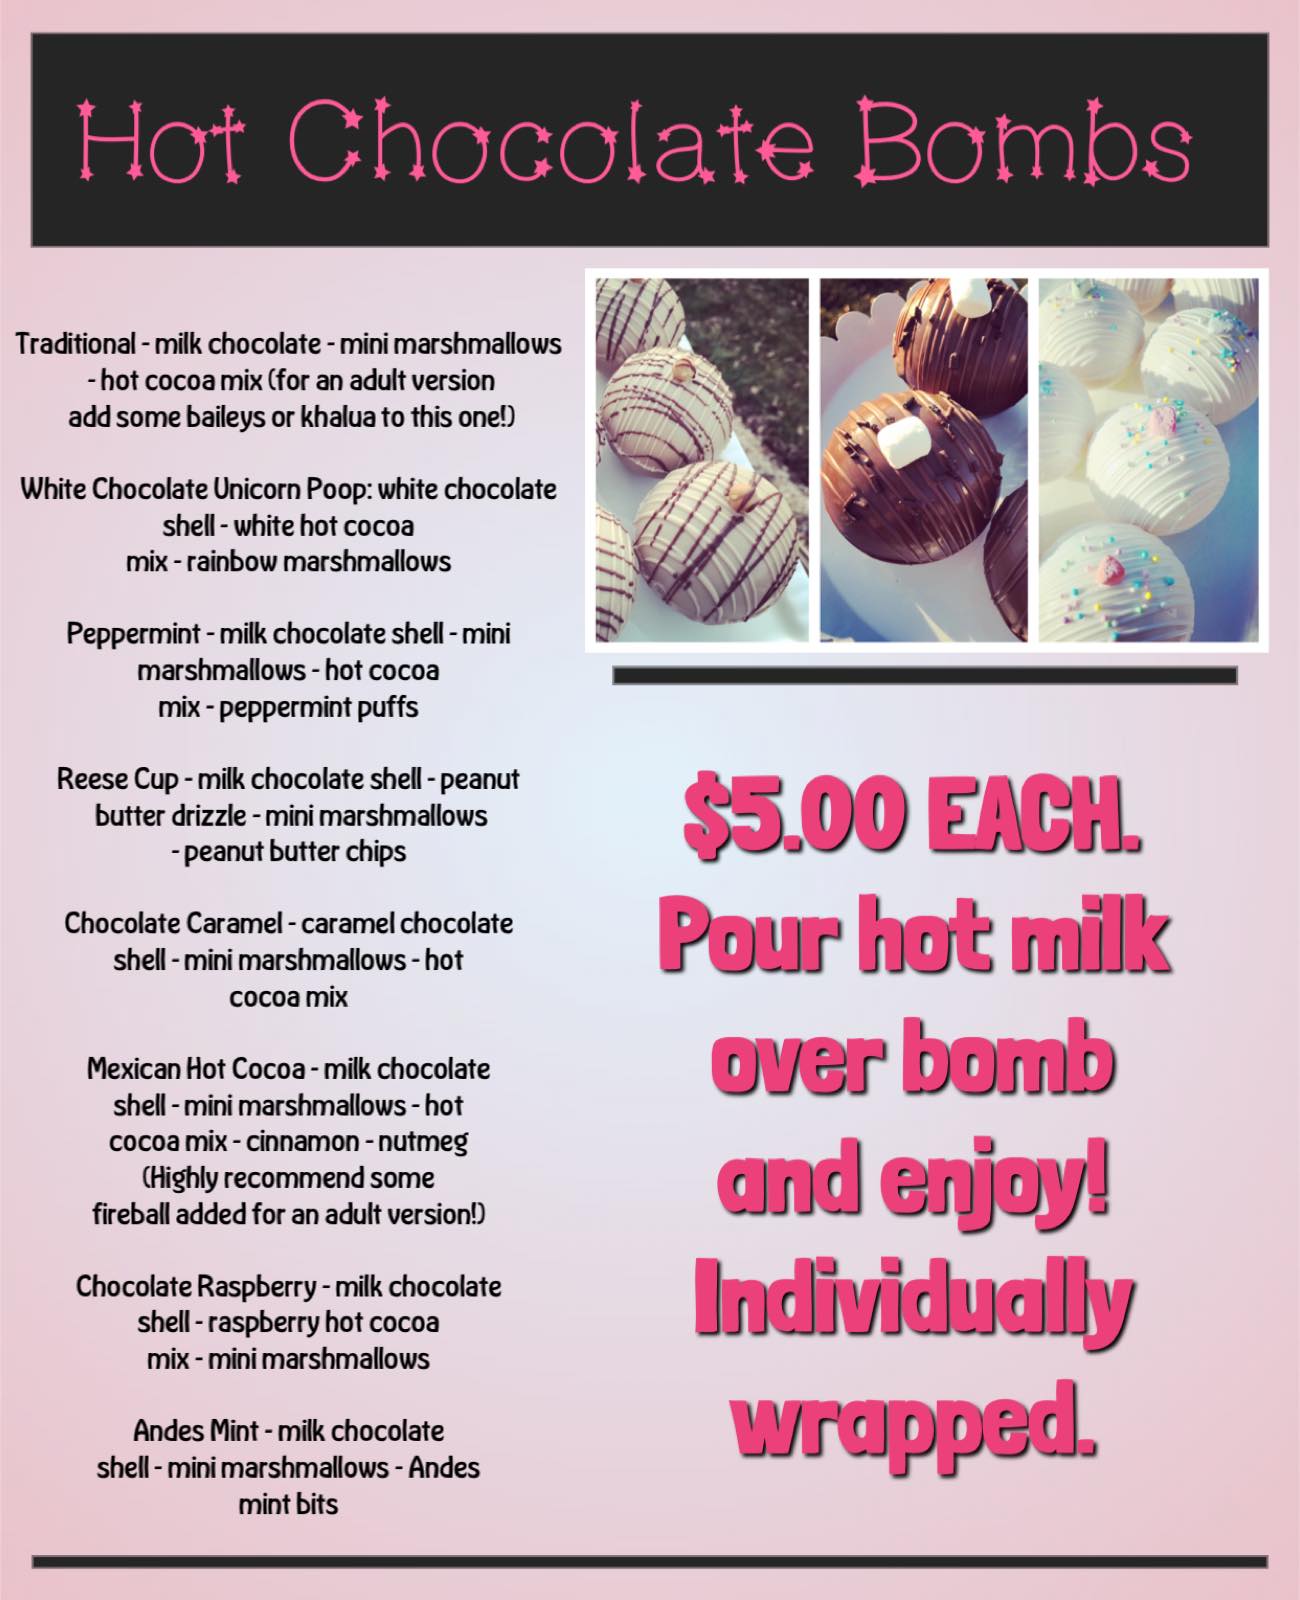 Hot Chocolate Bombs
Traditional - milk chocolate - mini marshmallows
- hot cocoa mix (for an adult version
add some baileys or khalua to this one!)
White Chocolate Unicorn Poop: white chocolate
shell - white hot cocoa
mix - rainbow marshmallows
Peppermint - milk chocolate shell - mini
marshmallows - hot cocoa
mix - peppermint puffs
Reese Cup - milk chocolate shell - peanut
butter drizzle - mini marshmallows
- peanut butter chips
Chocolate Caramel - caramel chocolate
shell - mini marshmallows - hot
cocoa mix
Mexican Hot Cocoa - milk chocolate
shell - mini marshmallows - hot
cocoa mix - cinnamon - nutmeg
(Highly recommend some
fireball added for an adult version!)
Chocolate Raspberry - milk chocolate
shell - raspberry hot cocoa
mix - mini marshmallows
Andes Mint - milk chocolate
shell - mini marshmallows - Andes
mint bits
$5.00 EACH.
Pour hot milk
over bomb
and enjoy!
Individually
wrapped.